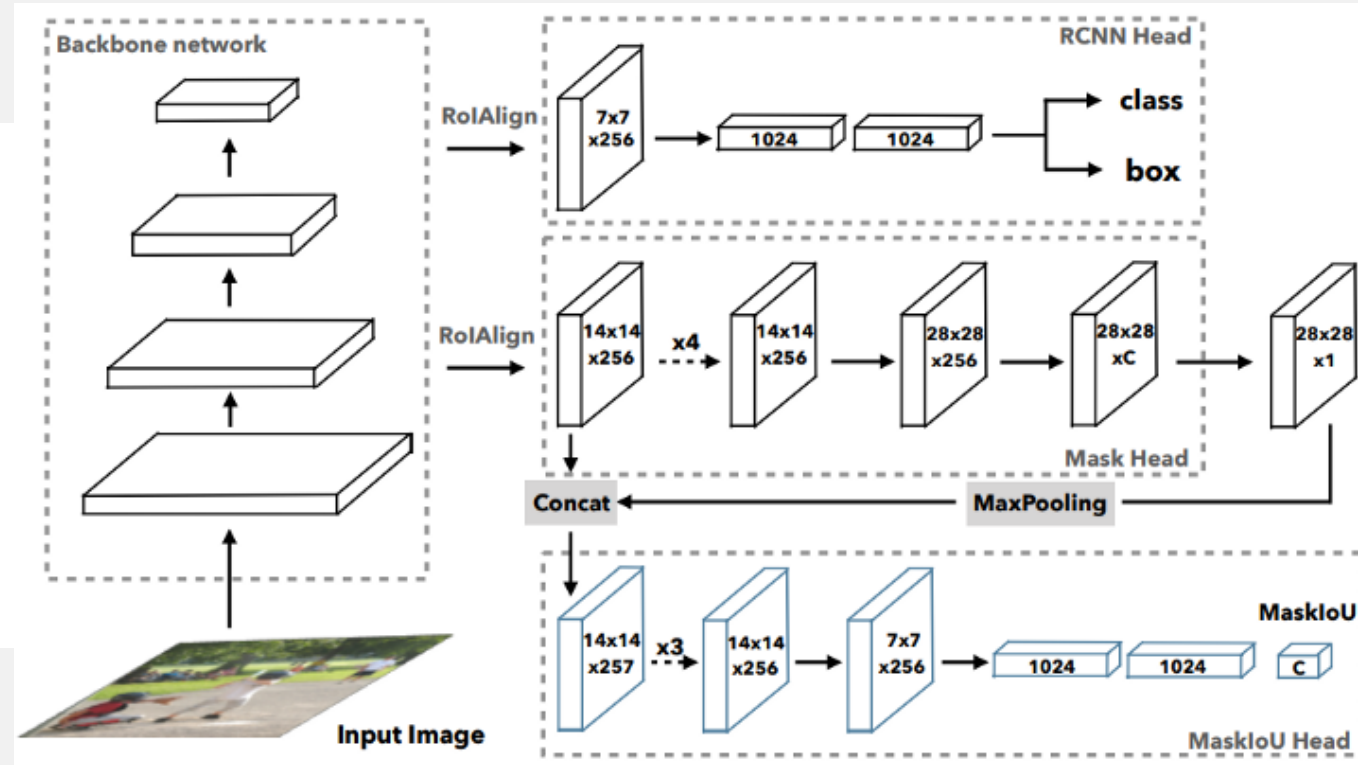 Backbone network
RCNN Head
RoIAlign
7x7
x256
1024
1024
class
box
RoIAlign
14x14
x256
x4
14x14
x256
28x28
x256
28x28
xC
28x28
x1
Mask Head
Concat
MaxPooling
14x14
x257
x3
14x14
x256
7x7
x256
1024
1024
MaskIoU
C
MaskIoU Head
Input Image